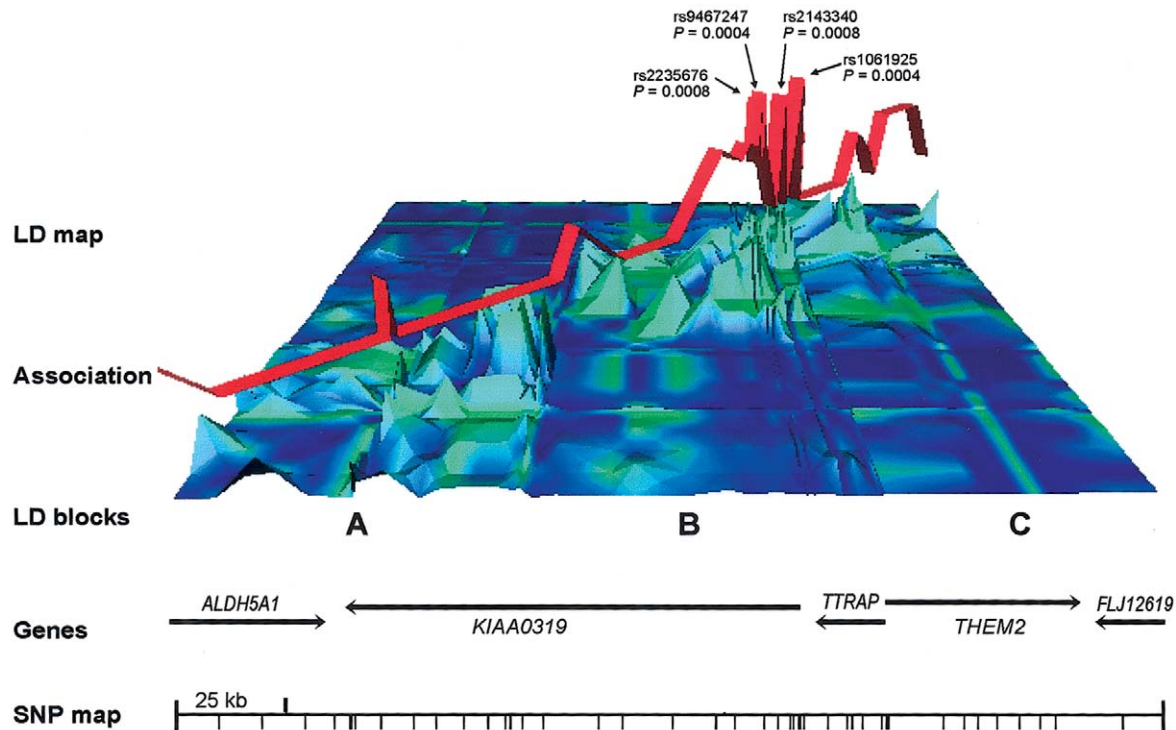 rs9467247
P = 0.0004
rs2143340
P = 0.0008
rs2235676
P = 0.0008
rs1061925
P = 0.0004
LD map
Association
LD blocks
A
B
C
Genes
ALDH5A1
KIAA0319
TTRAP
THEM2
FLJ12619
SNP map
25 kb